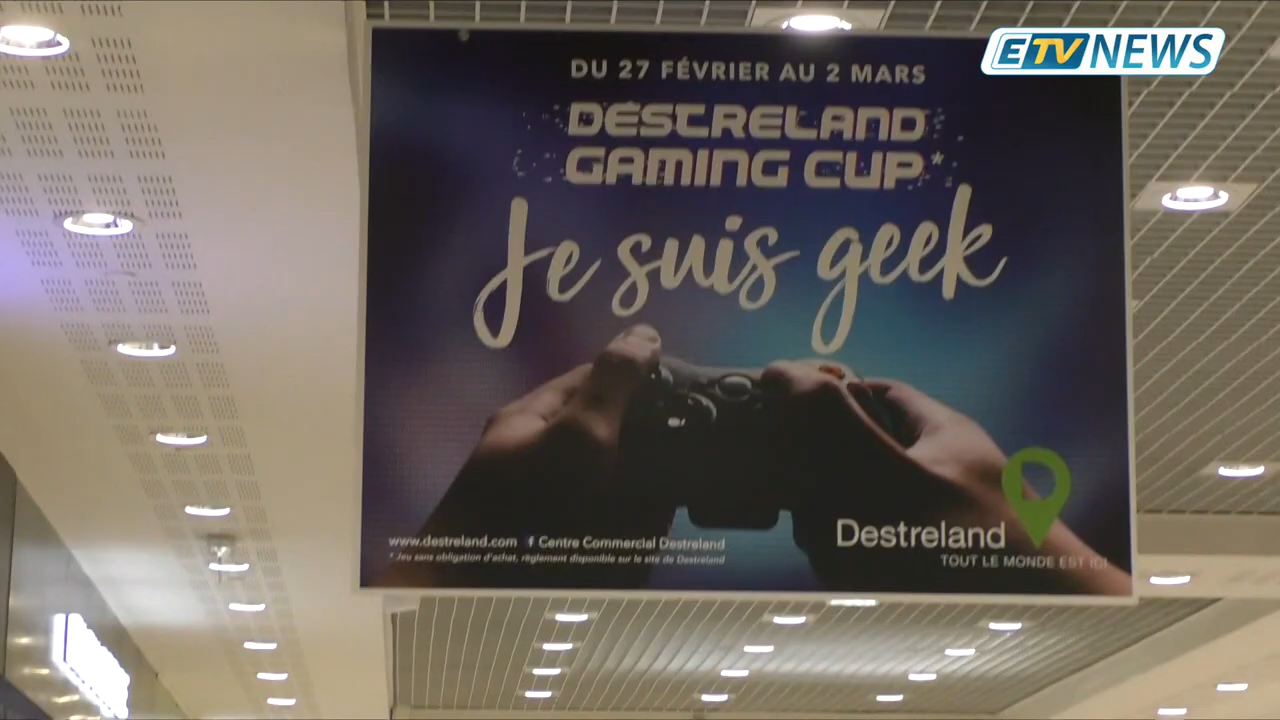 ETV NEWS
DU 27 FÉVRIER AU 2 MARS
DESTRELAND
GAMING CUP*
Je suis geek
www.destreland.com f Centre Commercial Destreland
* Jeu sans obligation d'achat, règlement disponible sur le site de Destreland
Destreland
TOUT LE MONDE EST ICI